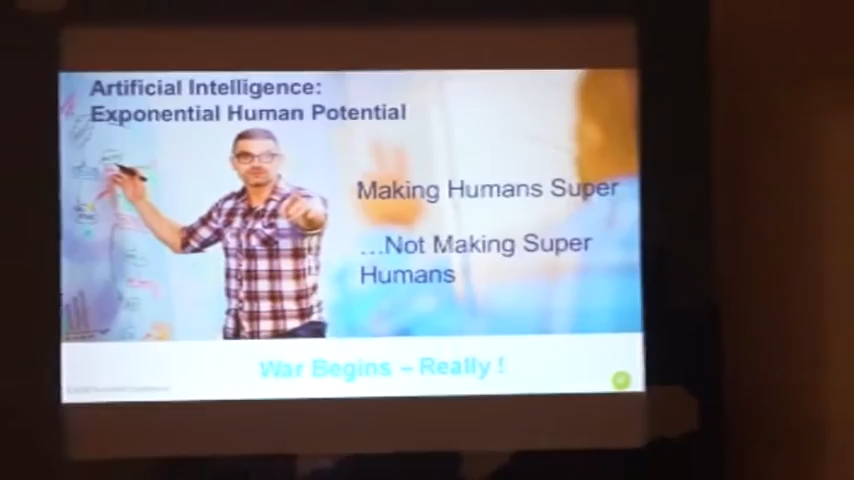 Artificial Intelligence:
Exponential Human Potential
Making Humans Super
...Not Making Super
Humans
War Begins – Really !